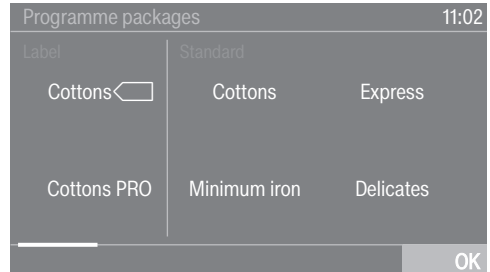 Programme packages 11:02
Label Standard
Cottons Cottons Express
Cottons PRO Minimum iron Delicates
OK